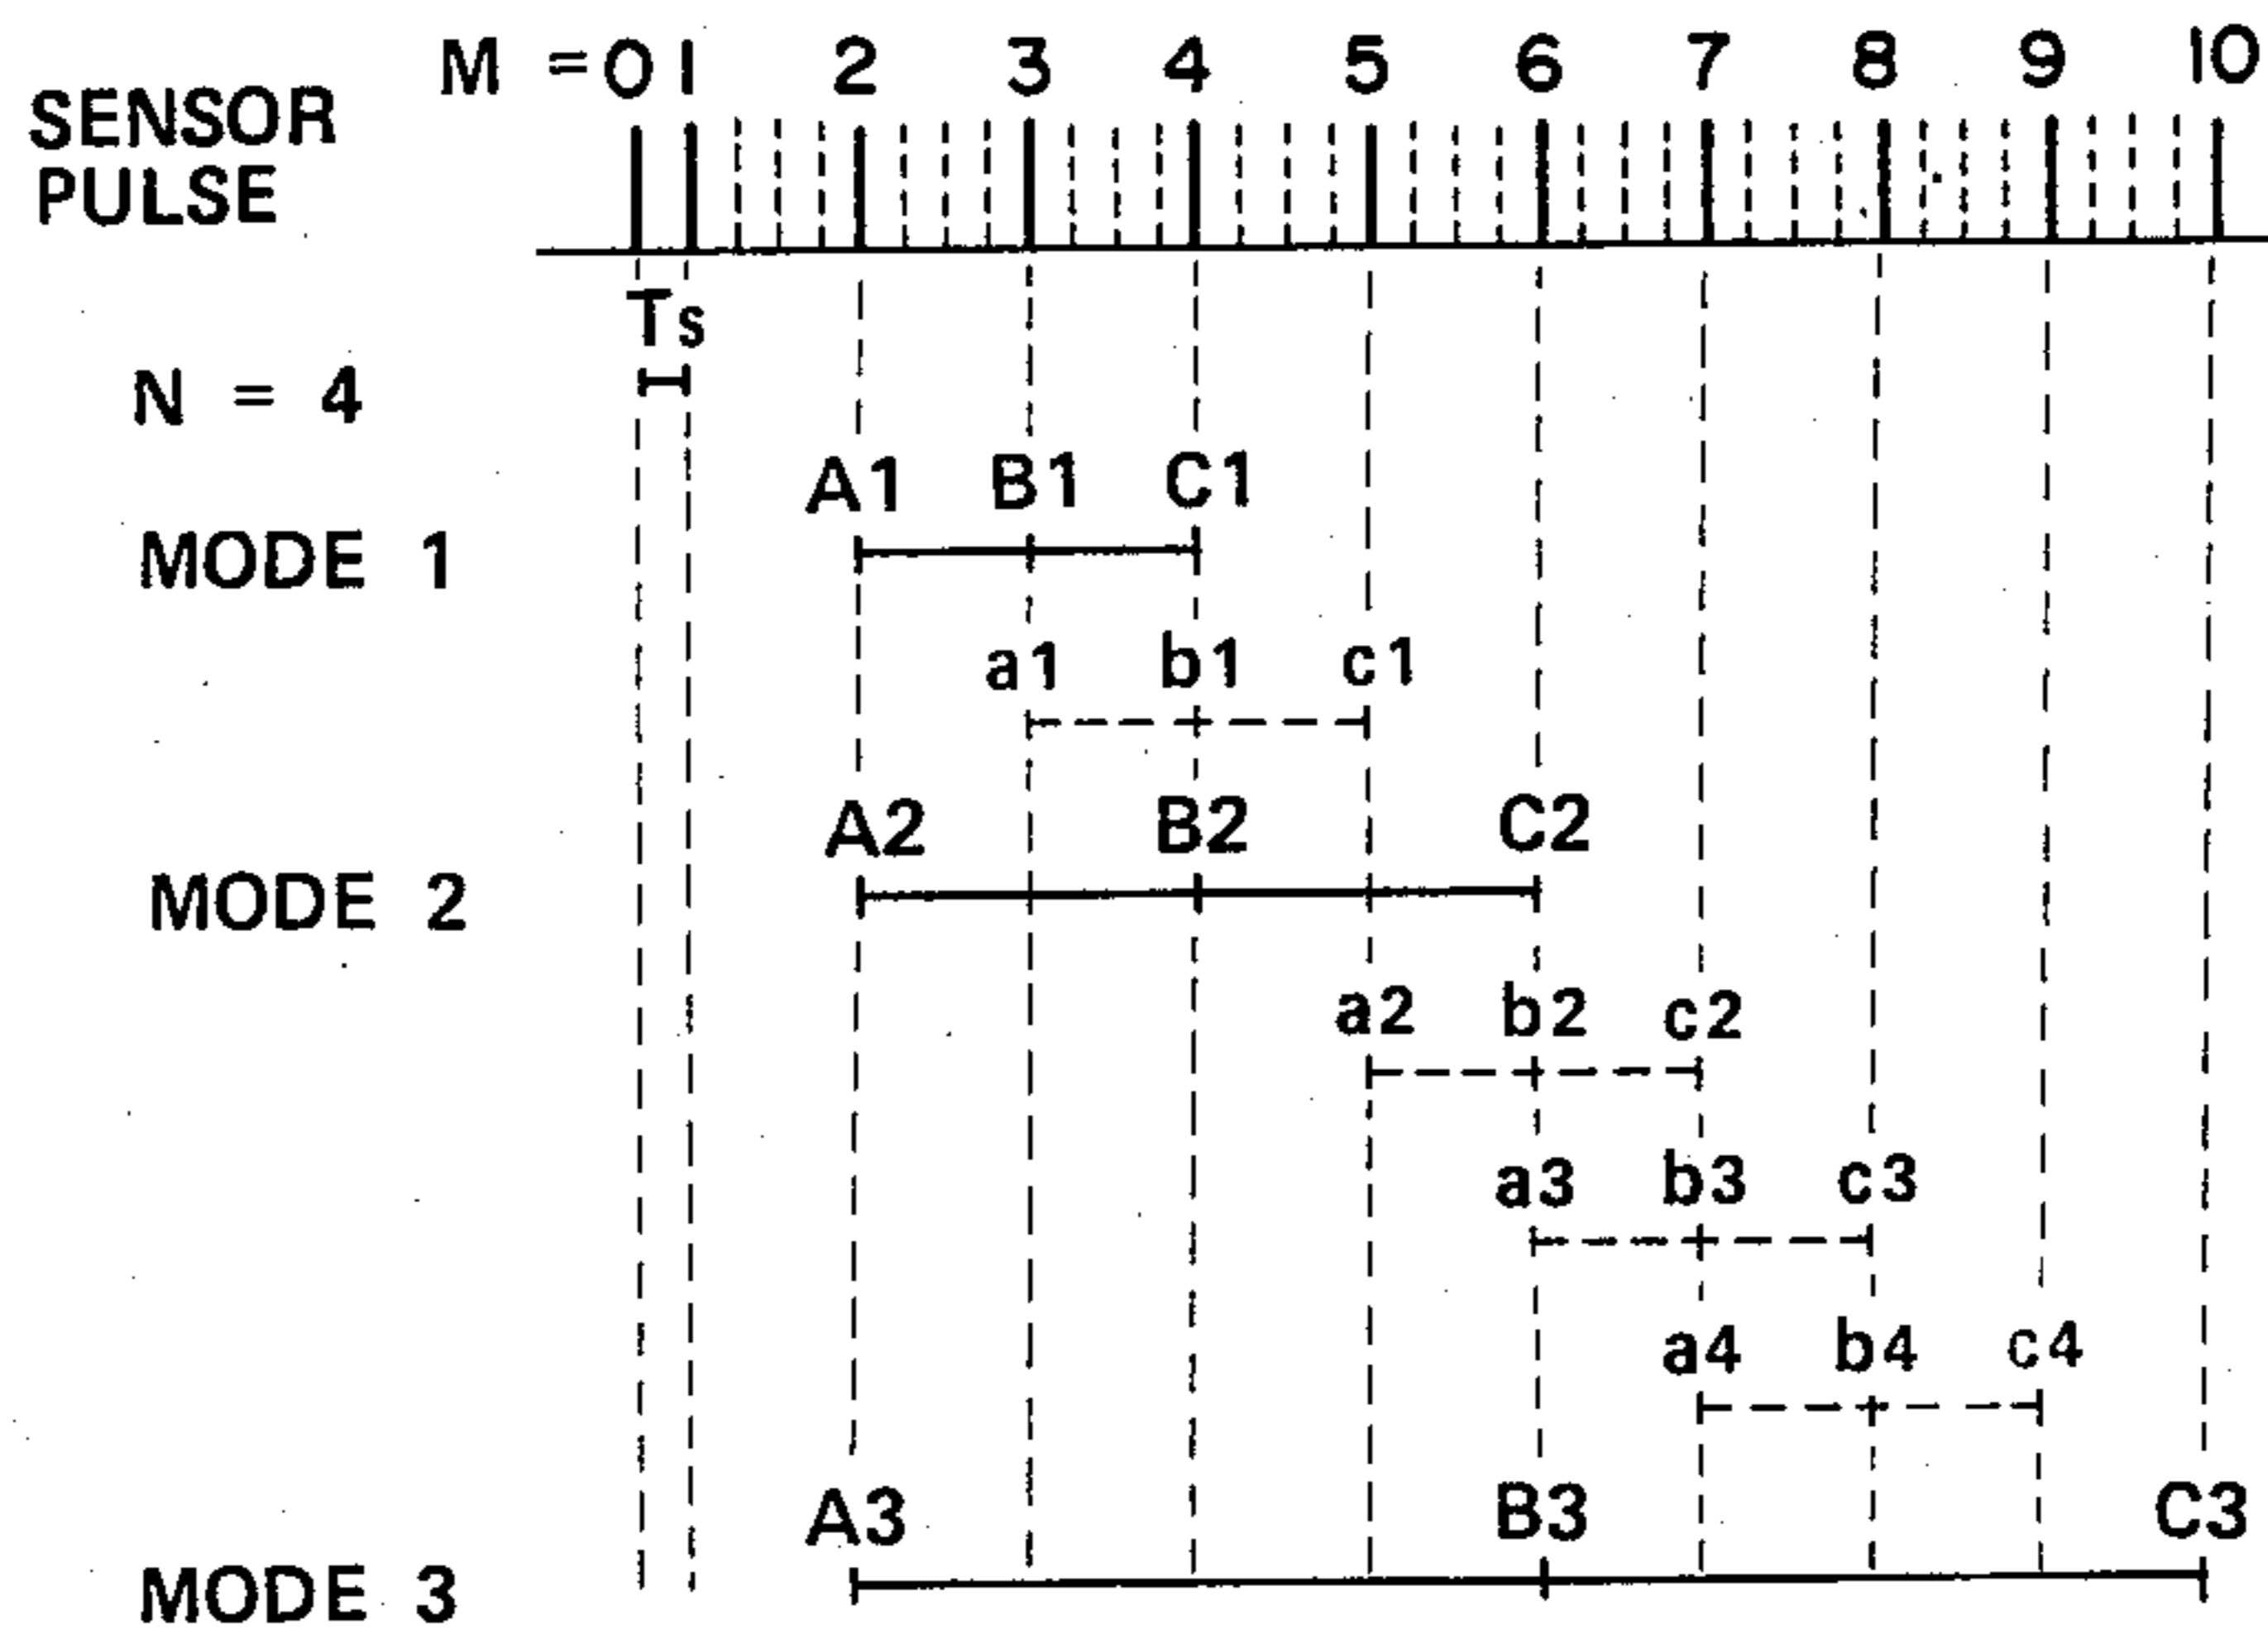 M = 0 1 2 3 4 5 6 7 8 9 10
SENSOR
PULSE
Ts
N = 4
A1 B1 C1
MODE 1
a1 b1 c1
A2 B2 C2
MODE 2
a2 b2 c2
a3 b3 c3
a4 b4 c4
A3 B3 C3
MODE 3